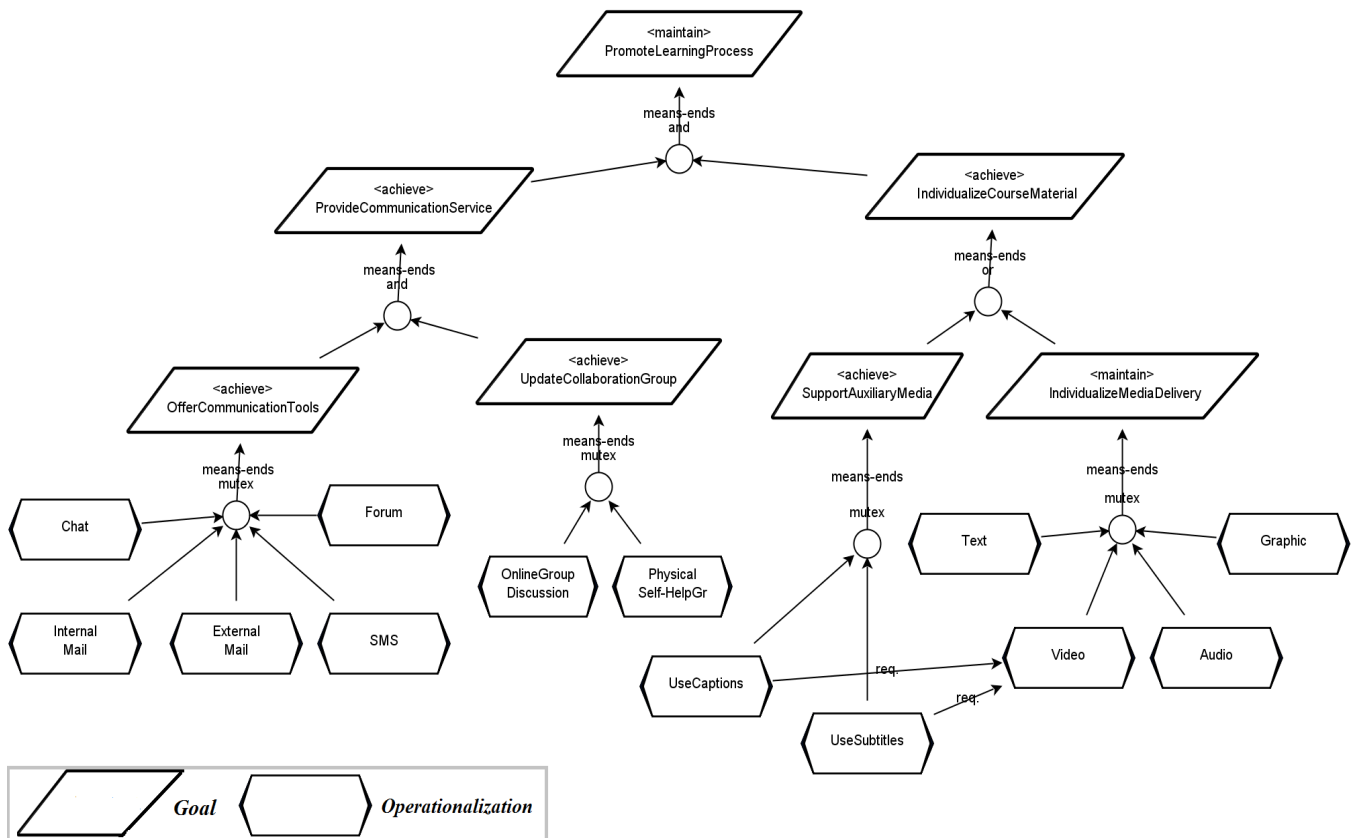 <maintain>
PromoteLearningProcess
means-ends
and
<achieve>
ProvideCommunicationService
<achieve>
IndividualizeCourseMaterial
means-ends
and
means-ends
or
<achieve>
OfferCommunicationTools
<achieve>
UpdateCollaborationGroup
<achieve>
SupportAuxiliaryMedia
<maintain>
IndividualizeMediaDelivery
means-ends
mutex
means-ends
mutex
means-ends
mutex
means-ends
mutex
Chat
Forum
Internal
Mail
External
Mail
SMS
OnlineGroup
Discussion
Physical
Self-HelpGr
Text
Graphic
UseCaptions
req.
Video
Audio
UseSubtitles
req.
Goal
Operationalization